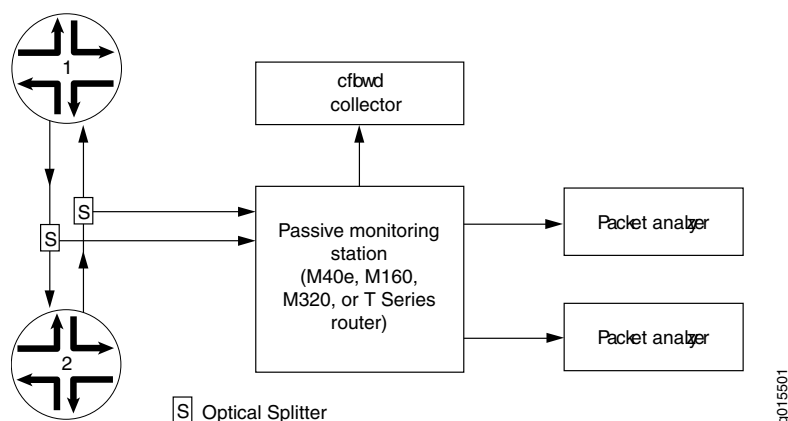 1
cfbwd
collector
S
S
Passive monitoring
station
(M40e, M160,
M320, or T Series
router)
Packet analyzer
Packet analyzer
2
S Optical Splitter
g015501